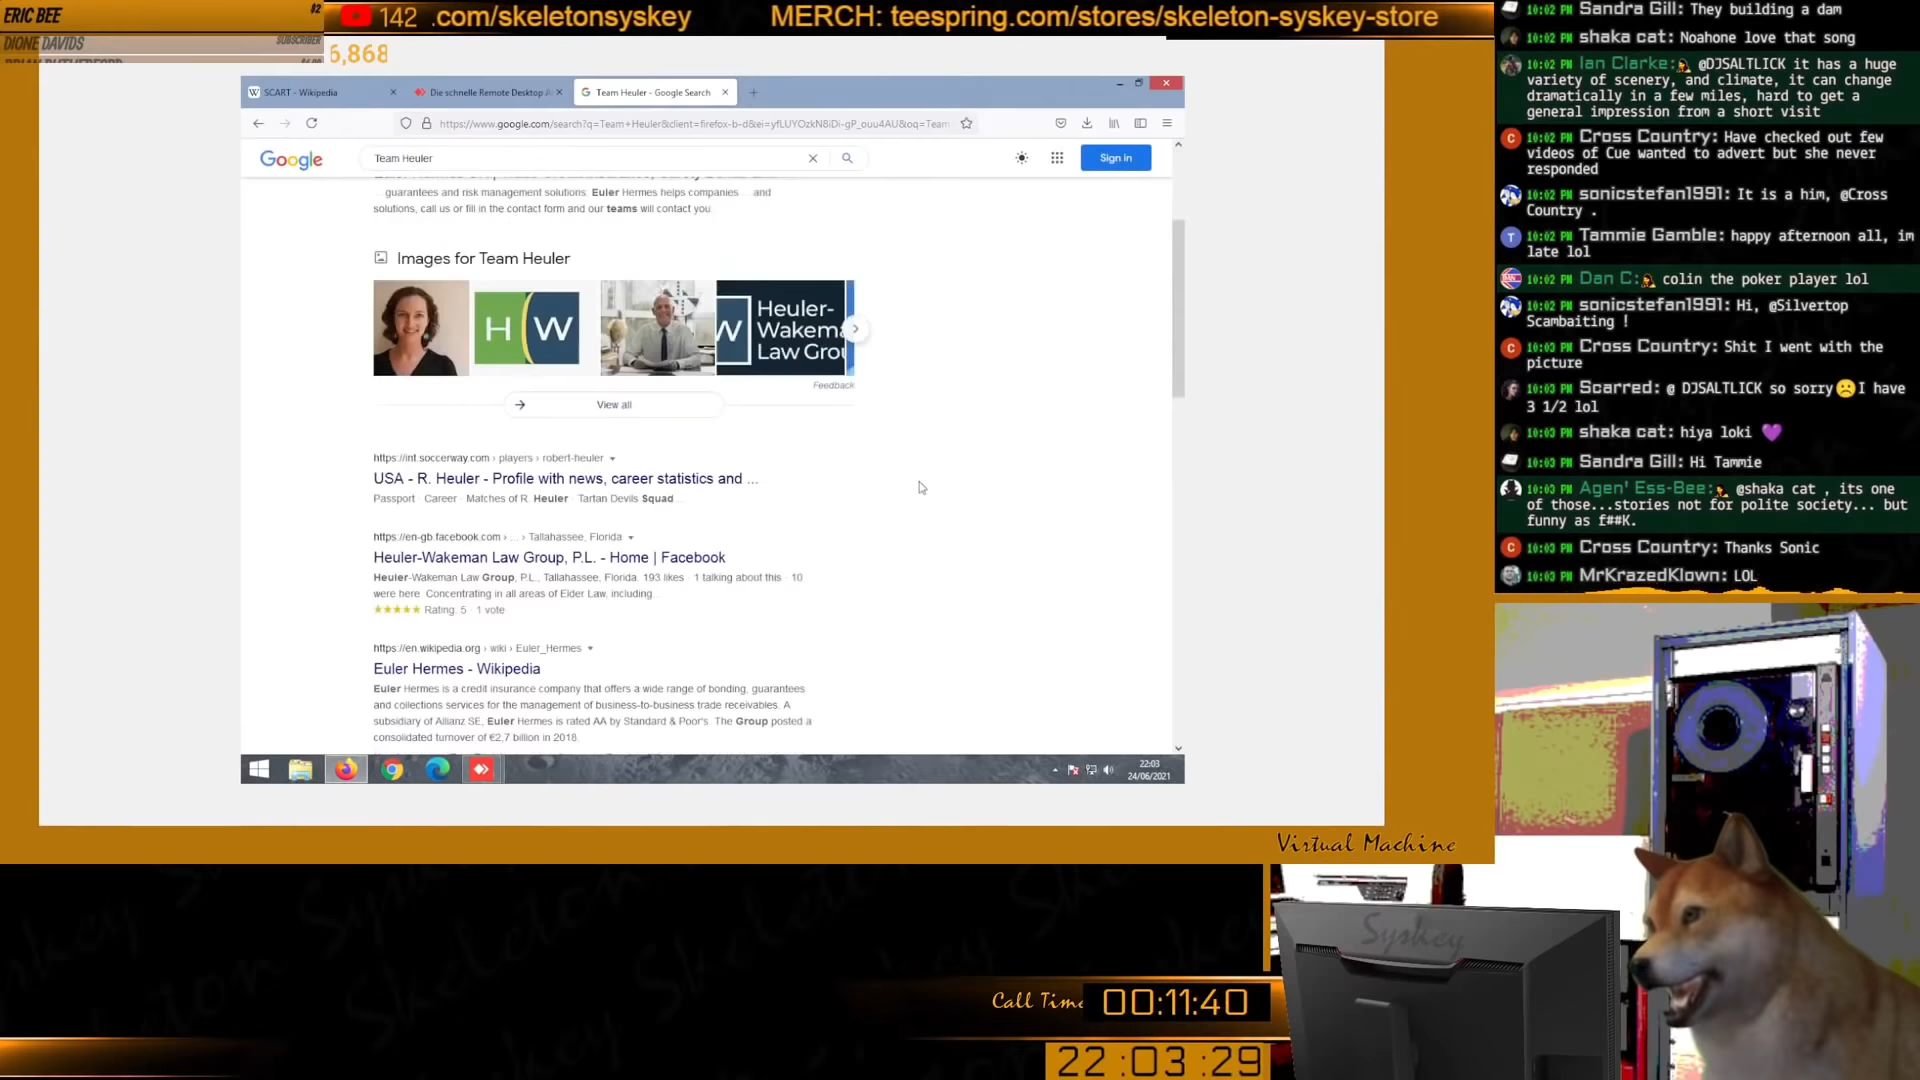 ERIC BEE $2
DIONE DAVIDS SUBSCRIBER
142 .com/skeletonsyskey MERCH: teespring.com/stores/skeleton-syskey-store
6,868
SCART - Wikipedia
Die schnelle Remote Desktop
Team Heuler - Google Search
https://www.google.com/search?q=Team+Heuler&client=firefox-b-d&ei=yfLUYOzkN8iDi-gP_ouu4AU&oq=Team
Google
Team Heuler
Sign in
guarantees and risk management solutions. Euler Hermes helps companies ... and
solutions, call us or fill in the contact form and our teams will contact you.
Images for Team Heuler
H W
W Heuler-
Wakema
Law Grou
Feedback
View all
https://int.soccerway.com › players › robert-heuler
USA - R. Heuler - Profile with news, career statistics and ...
Passport · Career · Matches of R. Heuler · Tartan Devils Squad
https://en-gb.facebook.com › ... › Tallahassee, Florida
Heuler-Wakeman Law Group, P.L. - Home | Facebook
Heuler-Wakeman Law Group, P.L., Tallahassee, Florida. 193 likes · 1 talking about this · 10
were here. Concentrating in all areas of Elder Law, including...
Rating: 5 · 1 vote
https://en.wikipedia.org › wiki › Euler_Hermes
Euler Hermes - Wikipedia
Euler Hermes is a credit insurance company that offers a wide range of bonding, guarantees
and collections services for the management of business-to-business trade receivables. A
subsidiary of Allianz SE, Euler Hermes is rated AA by Standard & Poor's. The Group posted a
consolidated turnover of €2,7 billion in 2018.
22:03
24/06/2021
Virtual Machine
10:02 PM Sandra Gill: They building a dam
10:02 PM shaka cat: Noahone love that song
10:02 PM Ian Clarke: @DJSALTLICK it has a huge
variety of scenery, and climate, it can change
dramatically in a few miles, hard to get a
general impression from a short visit
10:02 PM Cross Country: Have checked out few
videos of Cue wanted to advert but she never
responded
10:02 PM sonicstefan1991: It is a him, @Cross
Country .
T 10:02 PM Tammie Gamble: happy afternoon all, im
late lol
10:02 PM Dan C: colin the poker player lol
10:02 PM sonicstefan1991: Hi, @Silvertop
Scambaiting !
C 10:03 PM Cross Country: Shit I went with the
picture
10:03 PM Scarred: @ DJSALTLICK so sorry☹️I have
3 1/2 lol
10:03 PM shaka cat: hiya loki 💜
10:03 PM Sandra Gill: Hi Tammie
10:03 PM Agen' Ess-Bee: @shaka cat , its one
of those...stories not for polite society... but
funny as f##K.
C 10:03 PM Cross Country: Thanks Sonic
10:03 PM MrKrazedKlown: LOL
Syskey
Call Time
00:11:40
22:03:29